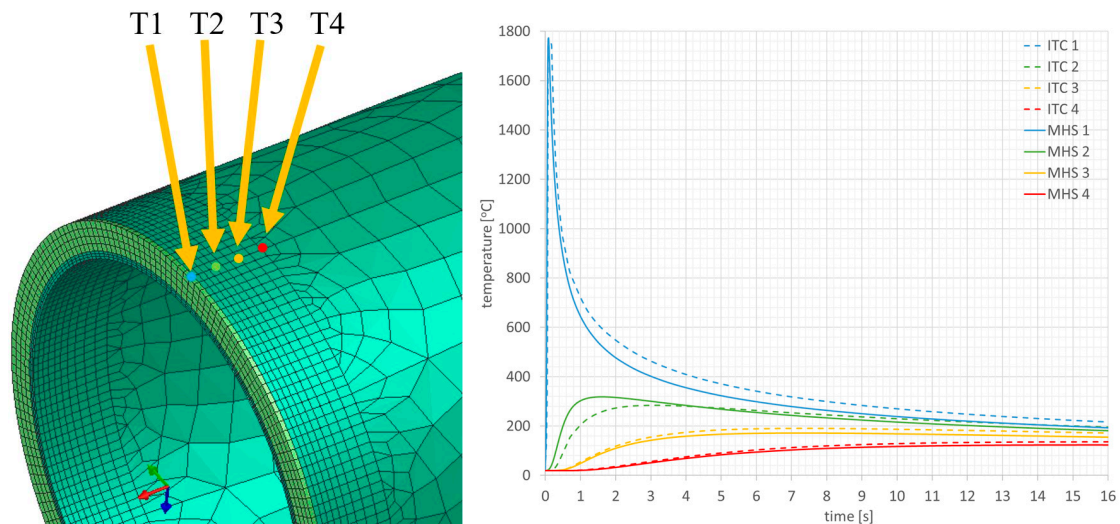 T1 T2 T3 T4
1800
1600
1400
1200
1000
800
600
400
200
0
temperature [°C]
0 1 2 3 4 5 6 7 8 9 10 11 12 13 14 15 16
time [s]
ITC 1
ITC 2
ITC 3
ITC 4
MHS 1
MHS 2
MHS 3
MHS 4